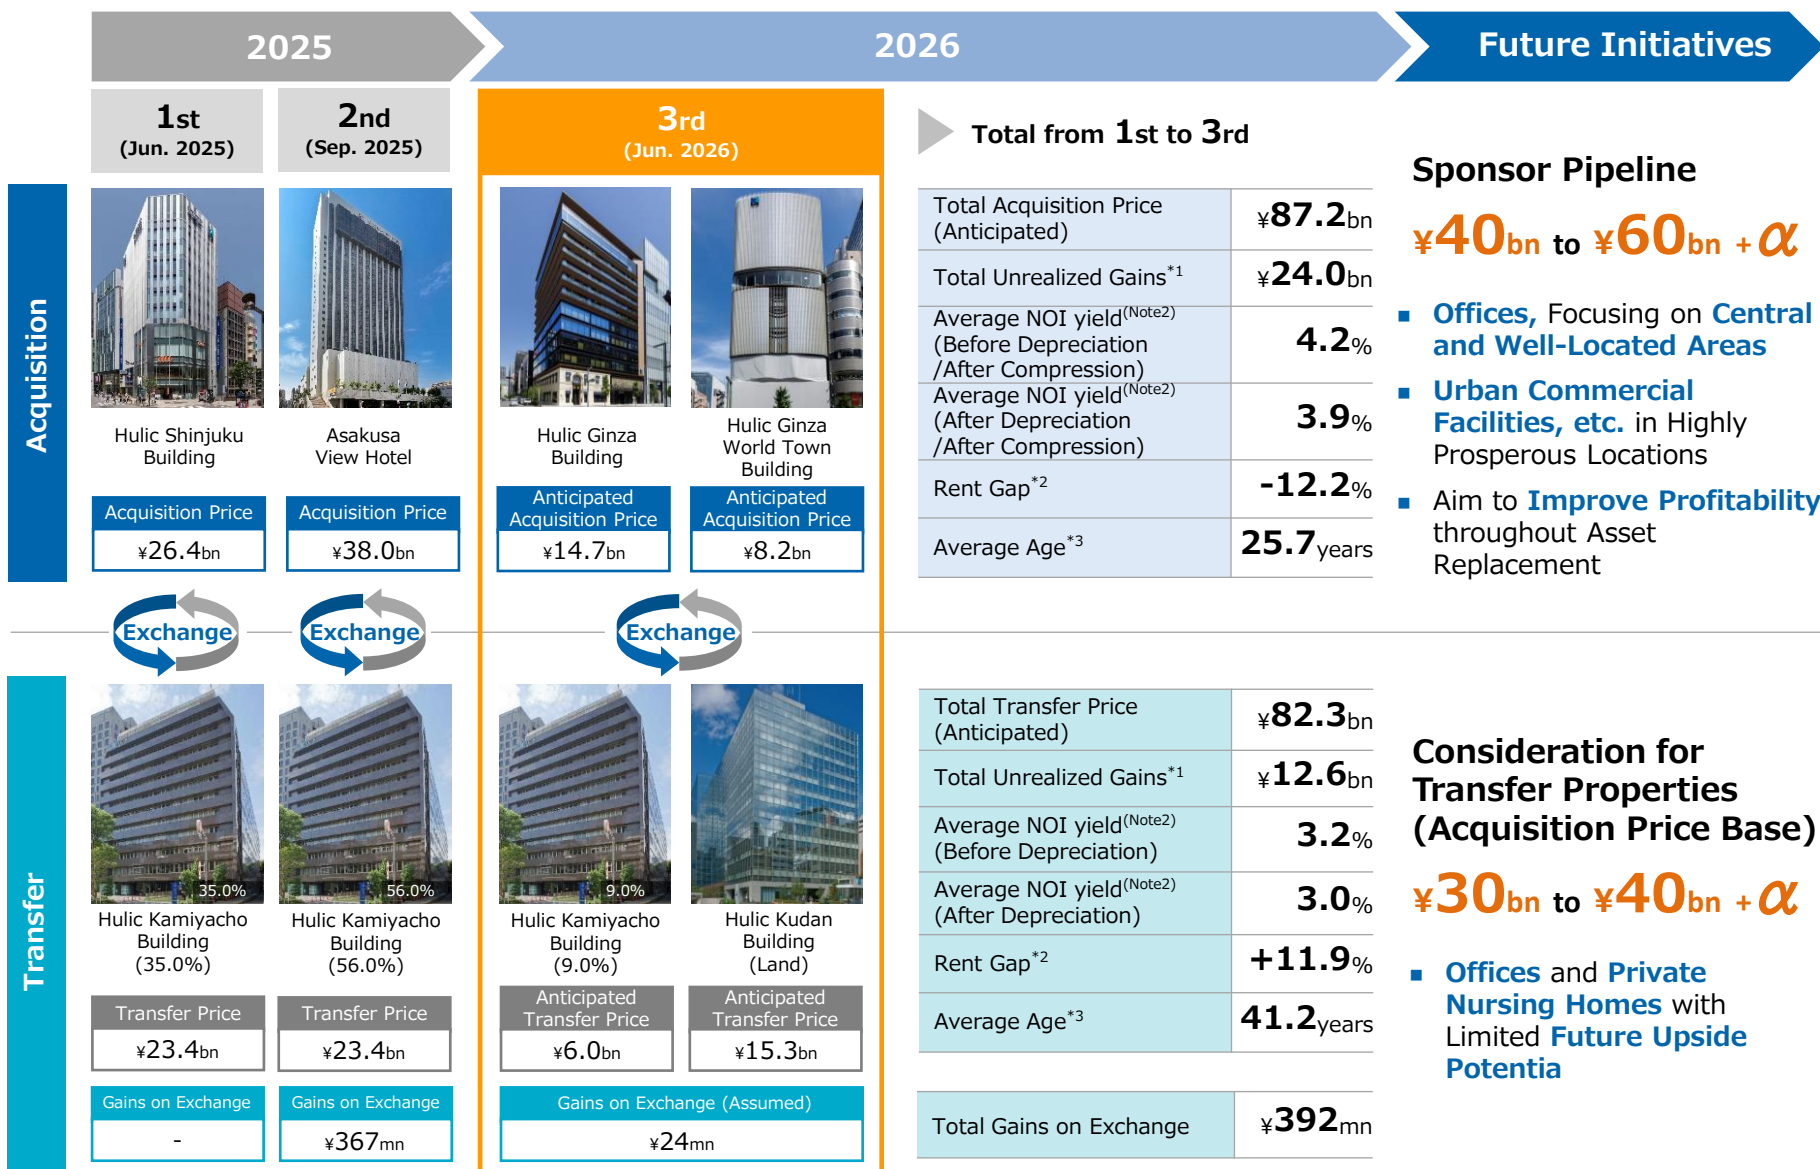 2025
2026
Future Initiatives
1st
(Jun. 2025)
2nd
(Sep. 2025)
3rd
(Jun. 2026)
Total from 1st to 3rd
Acquisition
Hulic Shinjuku
Building
Asakusa
View Hotel
Hulic Ginza
Building
Hulic Ginza
World Town
Building
Acquisition Price
¥26.4bn
Acquisition Price
¥38.0bn
Anticipated
Acquisition Price
¥14.7bn
Anticipated
Acquisition Price
¥8.2bn
Total Acquisition Price
(Anticipated)
¥87.2bn
Total Unrealized Gains*1
¥24.0bn
Average NOI yield(Note2)
(Before Depreciation
/After Compression)
4.2%
Average NOI yield(Note2)
(After Depreciation
/After Compression)
3.9%
Rent Gap*2
-12.2%
Average Age*3
25.7years
Sponsor Pipeline
¥40bn to ¥60bn +α
■ Offices, Focusing on Central
and Well-Located Areas
■ Urban Commercial
Facilities, etc. in Highly
Prosperous Locations
■ Aim to Improve Profitability
throughout Asset
Replacement
Exchange
Exchange
Exchange
Transfer
35.0%
56.0%
9.0%
Hulic Kamiyacho
Building
(35.0%)
Hulic Kamiyacho
Building
(56.0%)
Hulic Kamiyacho
Building
(9.0%)
Hulic Kudan
Building
(Land)
Transfer Price
¥23.4bn
Transfer Price
¥23.4bn
Anticipated
Transfer Price
¥6.0bn
Anticipated
Transfer Price
¥15.3bn
Gains on Exchange
-
Gains on Exchange
¥367mn
Gains on Exchange (Assumed)
¥24mn
Total Transfer Price
(Anticipated)
¥82.3bn
Total Unrealized Gains*1
¥12.6bn
Average NOI yield(Note2)
(Before Depreciation)
3.2%
Average NOI yield(Note2)
(After Depreciation)
3.0%
Rent Gap*2
+11.9%
Average Age*3
41.2years
Total Gains on Exchange
¥392mn
Consideration for
Transfer Properties
(Acquisition Price Base)
¥30bn to ¥40bn +α
■ Offices and Private
Nursing Homes with
Limited Future Upside
Potentia